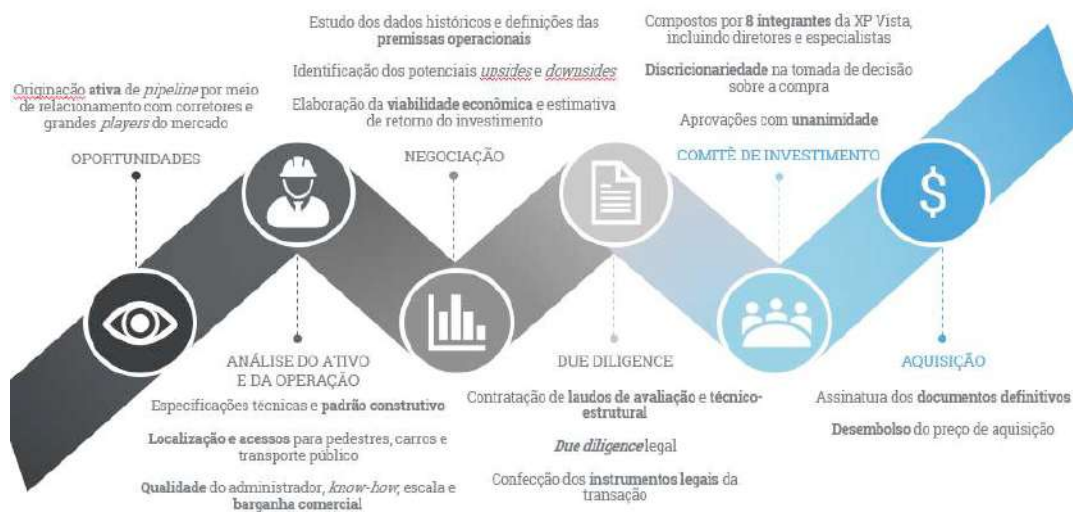 Originação ativa de pipeline por meio
de relacionamento com corretores e
grandes players do mercado
OPORTUNIDADES
ANÁLISE DO ATIVO
E DA OPERAÇÃO
Especificações técnicas e padrão construtivo
Localização e acessos para pedestres, carros e
transporte público
Qualidade do administrador, know-how, escala e
barganha comercial
Estudo dos dados históricos e definições das
premissas operacionais
Identificação dos potenciais upsides e downsides
Elaboração da viabilidade econômica e estimativa
de retorno do investimento
NEGOCIAÇÃO
DUE DILIGENCE
Contratação de laudos de avaliação e técnico-
estrutural
Due diligence legal
Confecção dos instrumentos legais da
transação
Compostos por 8 integrantes da XP Vista,
incluindo diretores e especialistas
Discricionariedade na tomada de decisão
sobre a compra
Aprovações com unanimidade
COMITÊ DE INVESTIMENTO
$
AQUISIÇÃO
Assinatura dos documentos definitivos
Desembolso do preço de aquisição